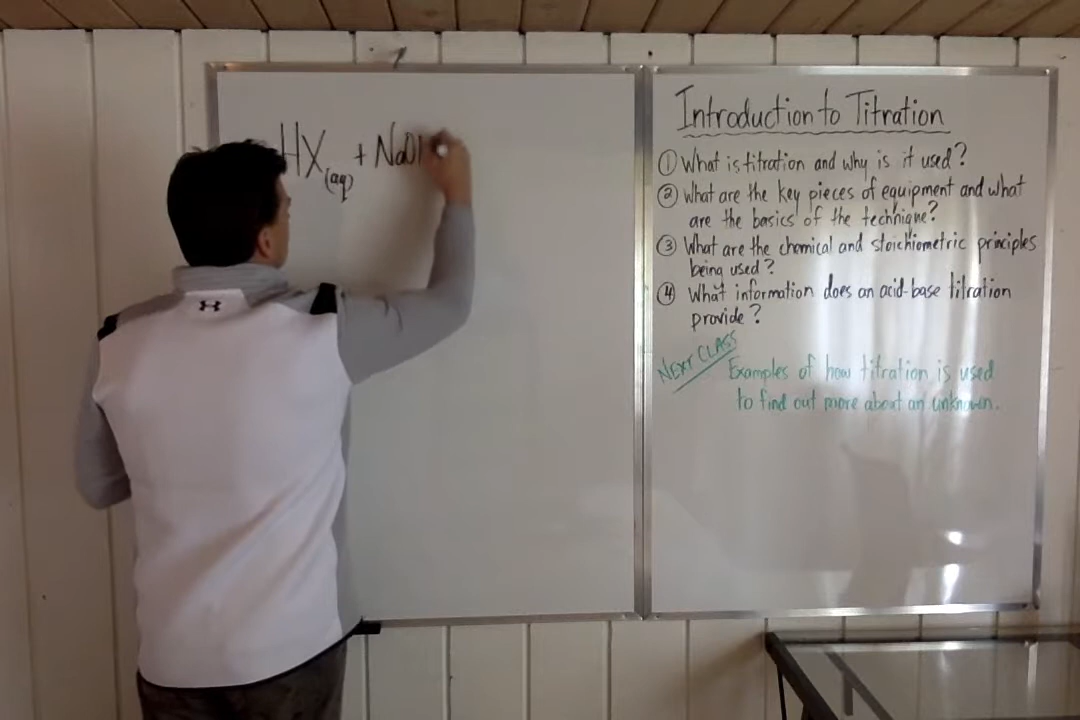 HX(aq) + NaOH
Introduction to Titration
① What is titration and why is it used?
② What are the key pieces of equipment and what
are the basics of the technique?
③ What are the chemical and stoichiometric principles
being used?
④ What information does an acid-base titration
provide?
NEXT CLASS
Examples of how titration is used
to find out more about an unknown.